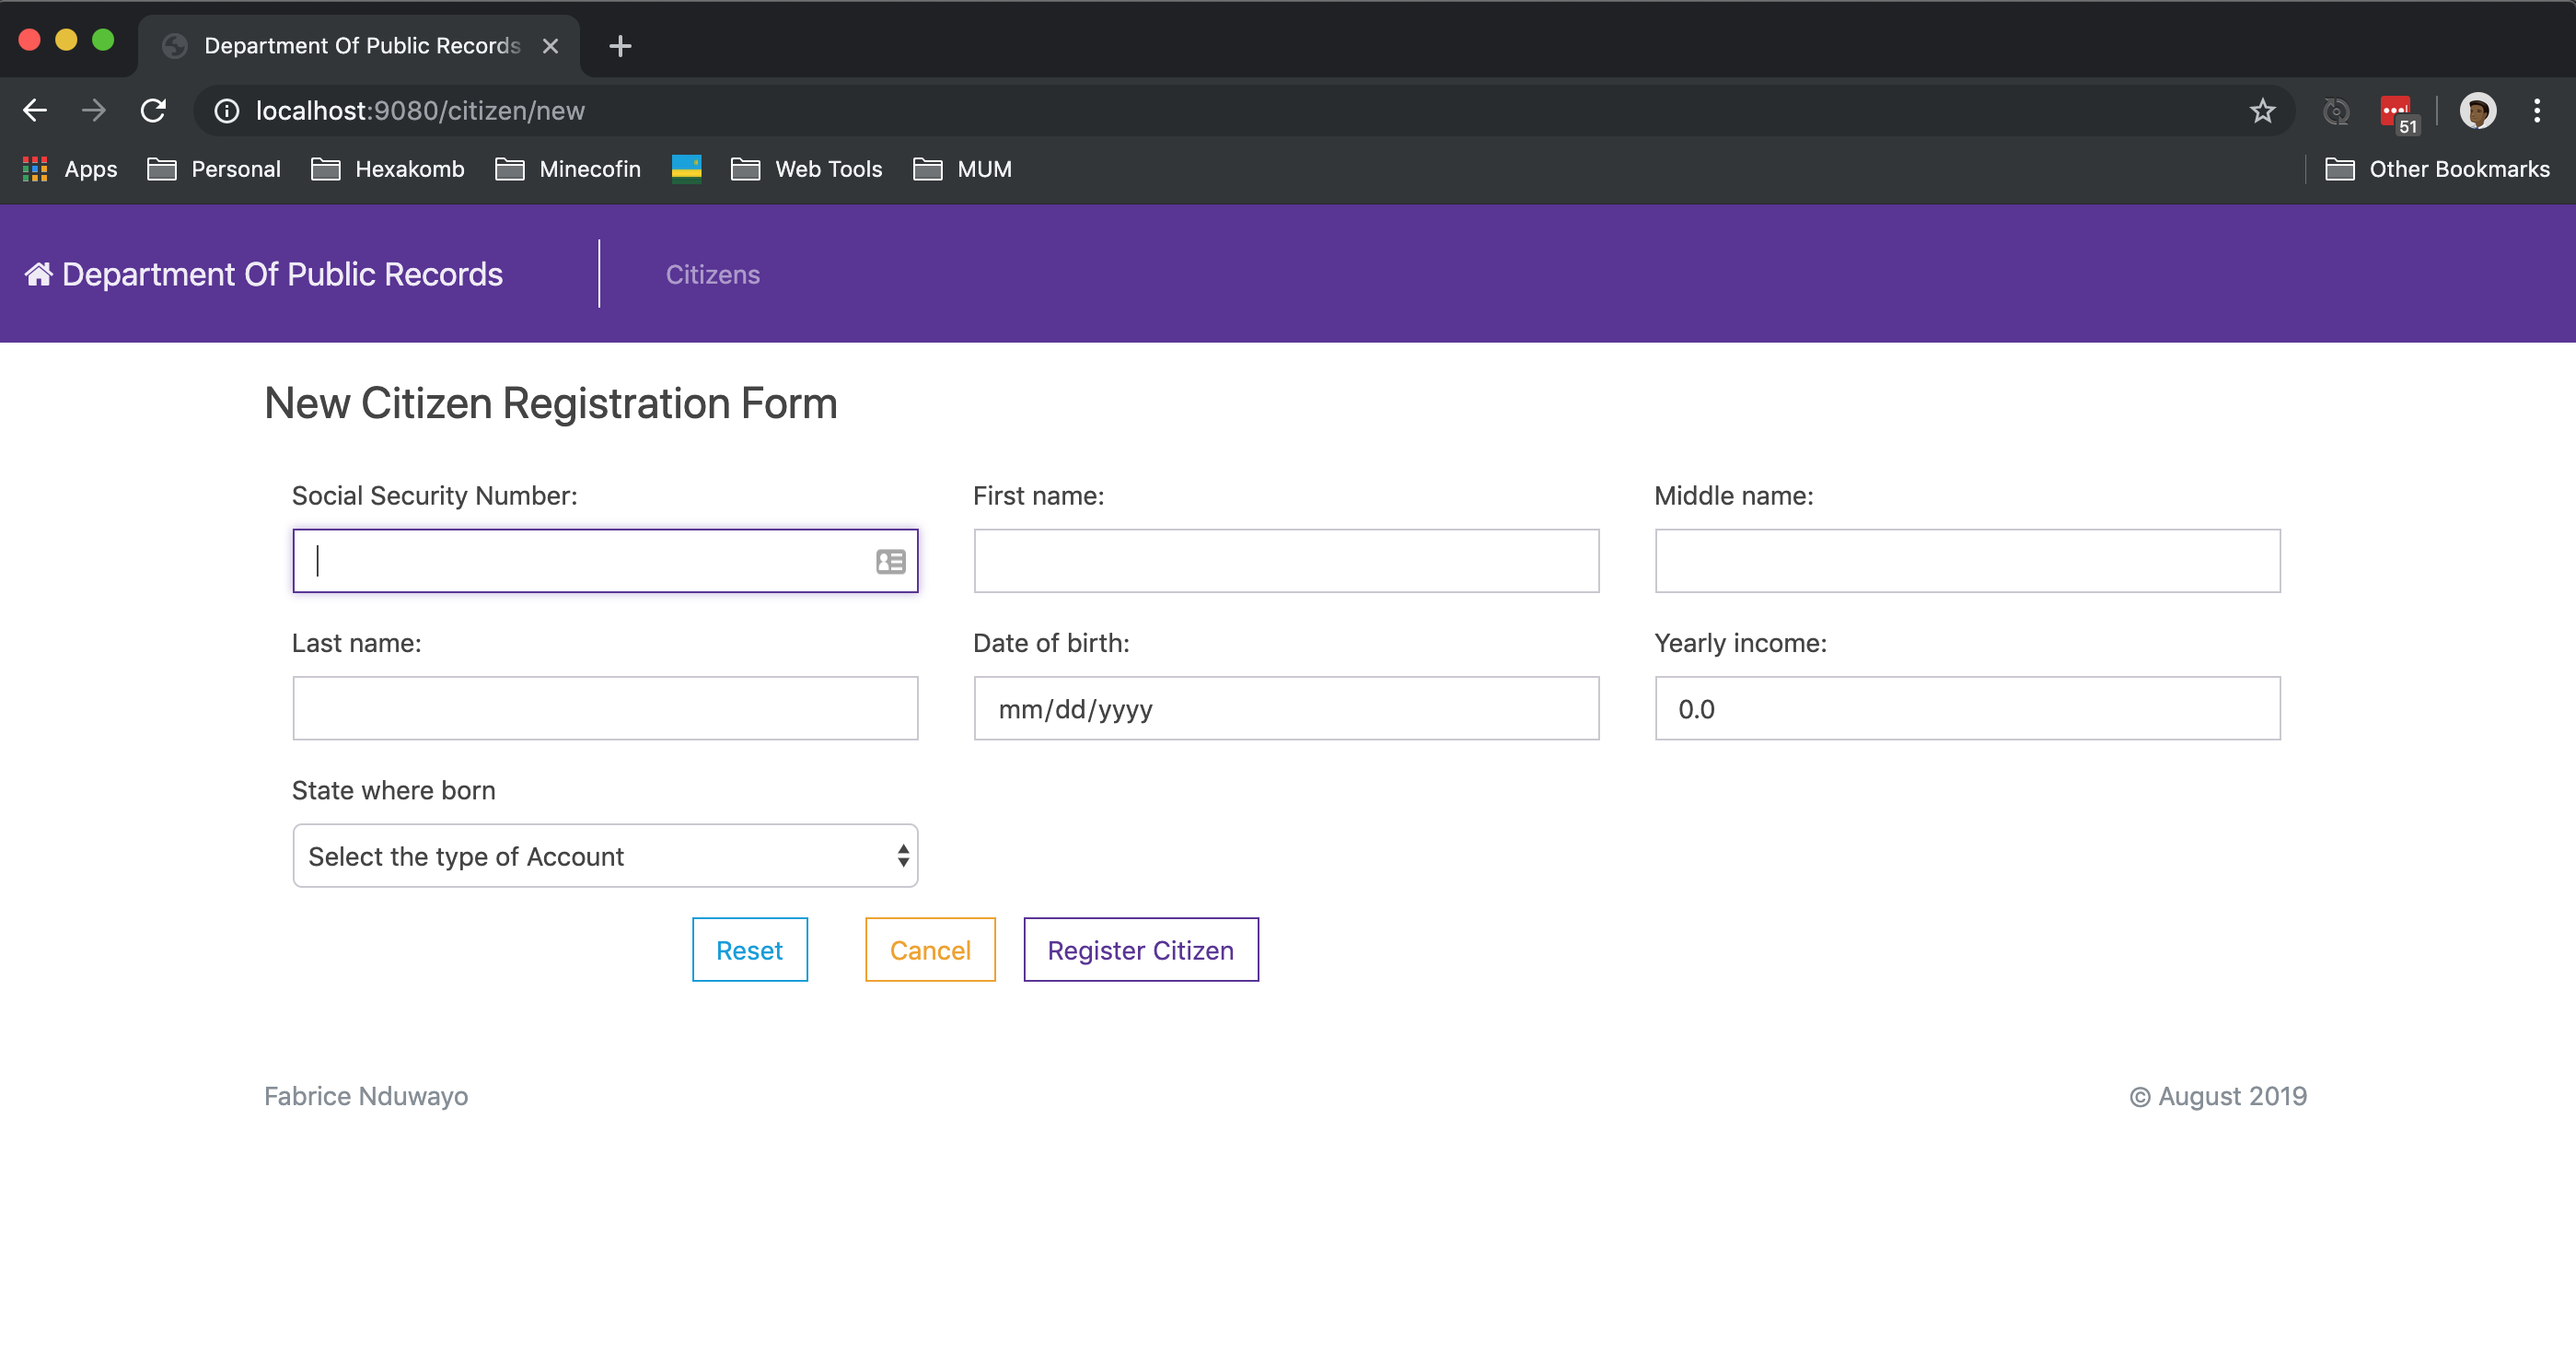 Department Of Public Records
localhost:9080/citizen/new
51
Apps Personal Hexakomb Minecofin Web Tools MUM Other Bookmarks
Department Of Public Records Citizens
New Citizen Registration Form
Social Security Number: First name: Middle name:
Last name: Date of birth: Yearly income:
mm/dd/yyyy 0.0
State where born
Select the type of Account
Reset Cancel Register Citizen
Fabrice Nduwayo © August 2019